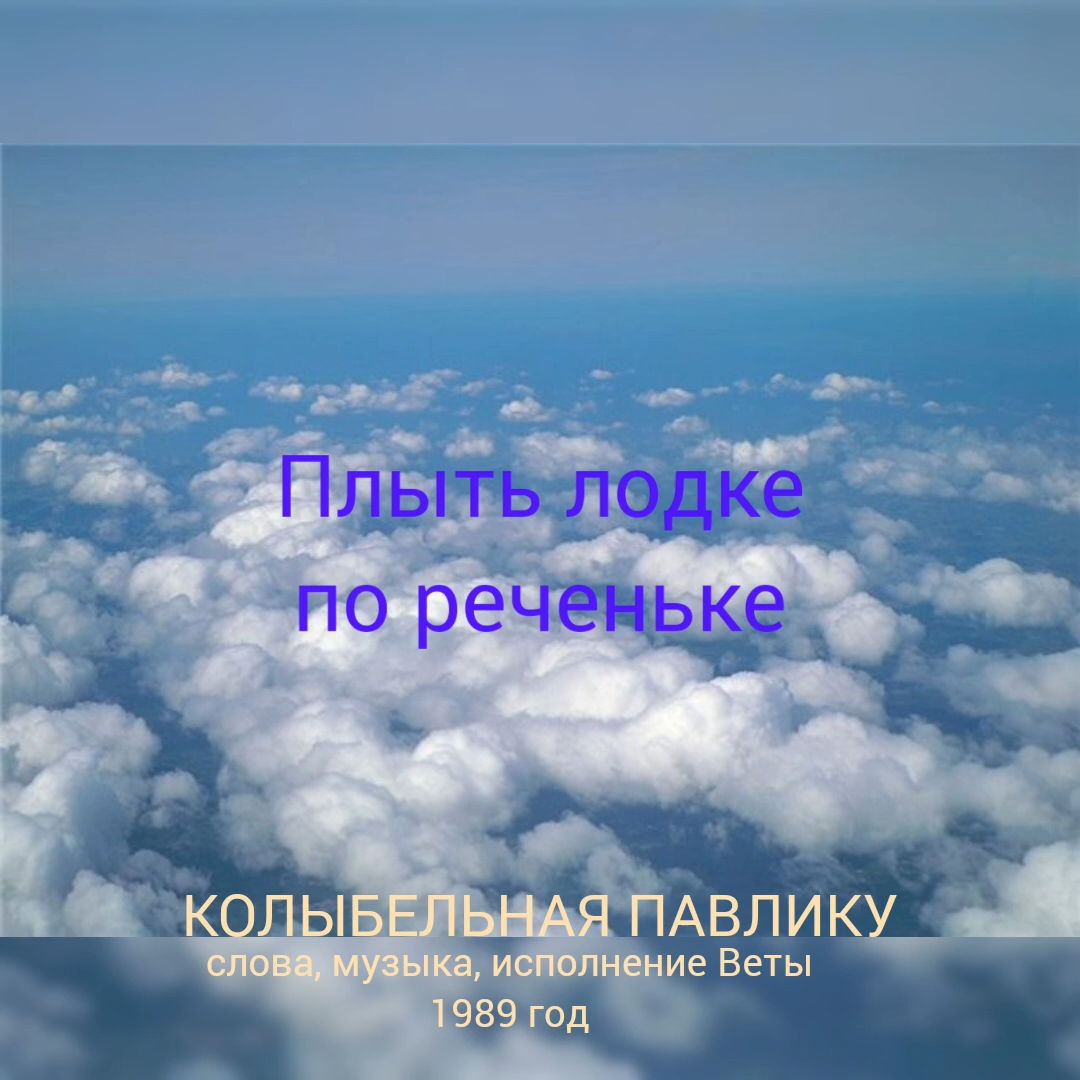 Плыть лодке
по реченьке
КОЛЫБЕЛЬНАЯ ПАВЛИКУ
слова, музыка, исполнение Веты
1989 год